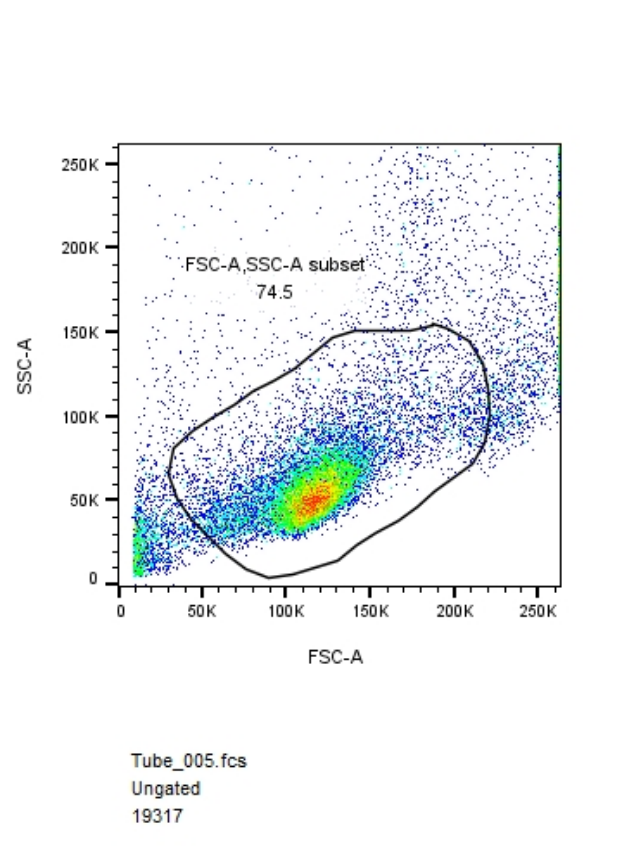 250K
200K
FSC-A,SSC-A subset
74.5
150K
SSC-A
100K
50K
0
0 50K 100K 150K 200K 250K
FSC-A
Tube_005.fcs
Ungated
19317